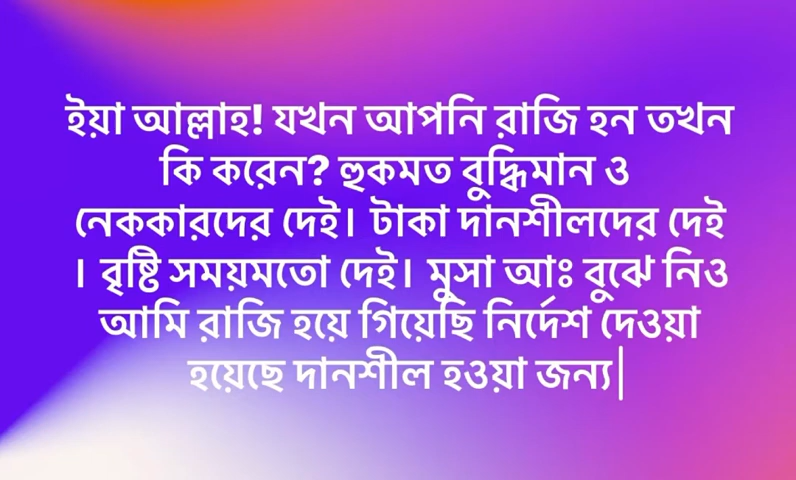 ইয়া আল্লাহ! যখন আপনি রাজি হন তখন
কি করেন? হুকমত বুদ্ধিমান ও
নেককারদের দেই। টাকা দানশীলদের দেই
। বৃষ্টি সময়মতো দেই। মুসা আঃ বুঝে নিও
আমি রাজি হয়ে গিয়েছি নির্দেশ দেওয়া
হয়েছে দানশীল হওয়া জন্য